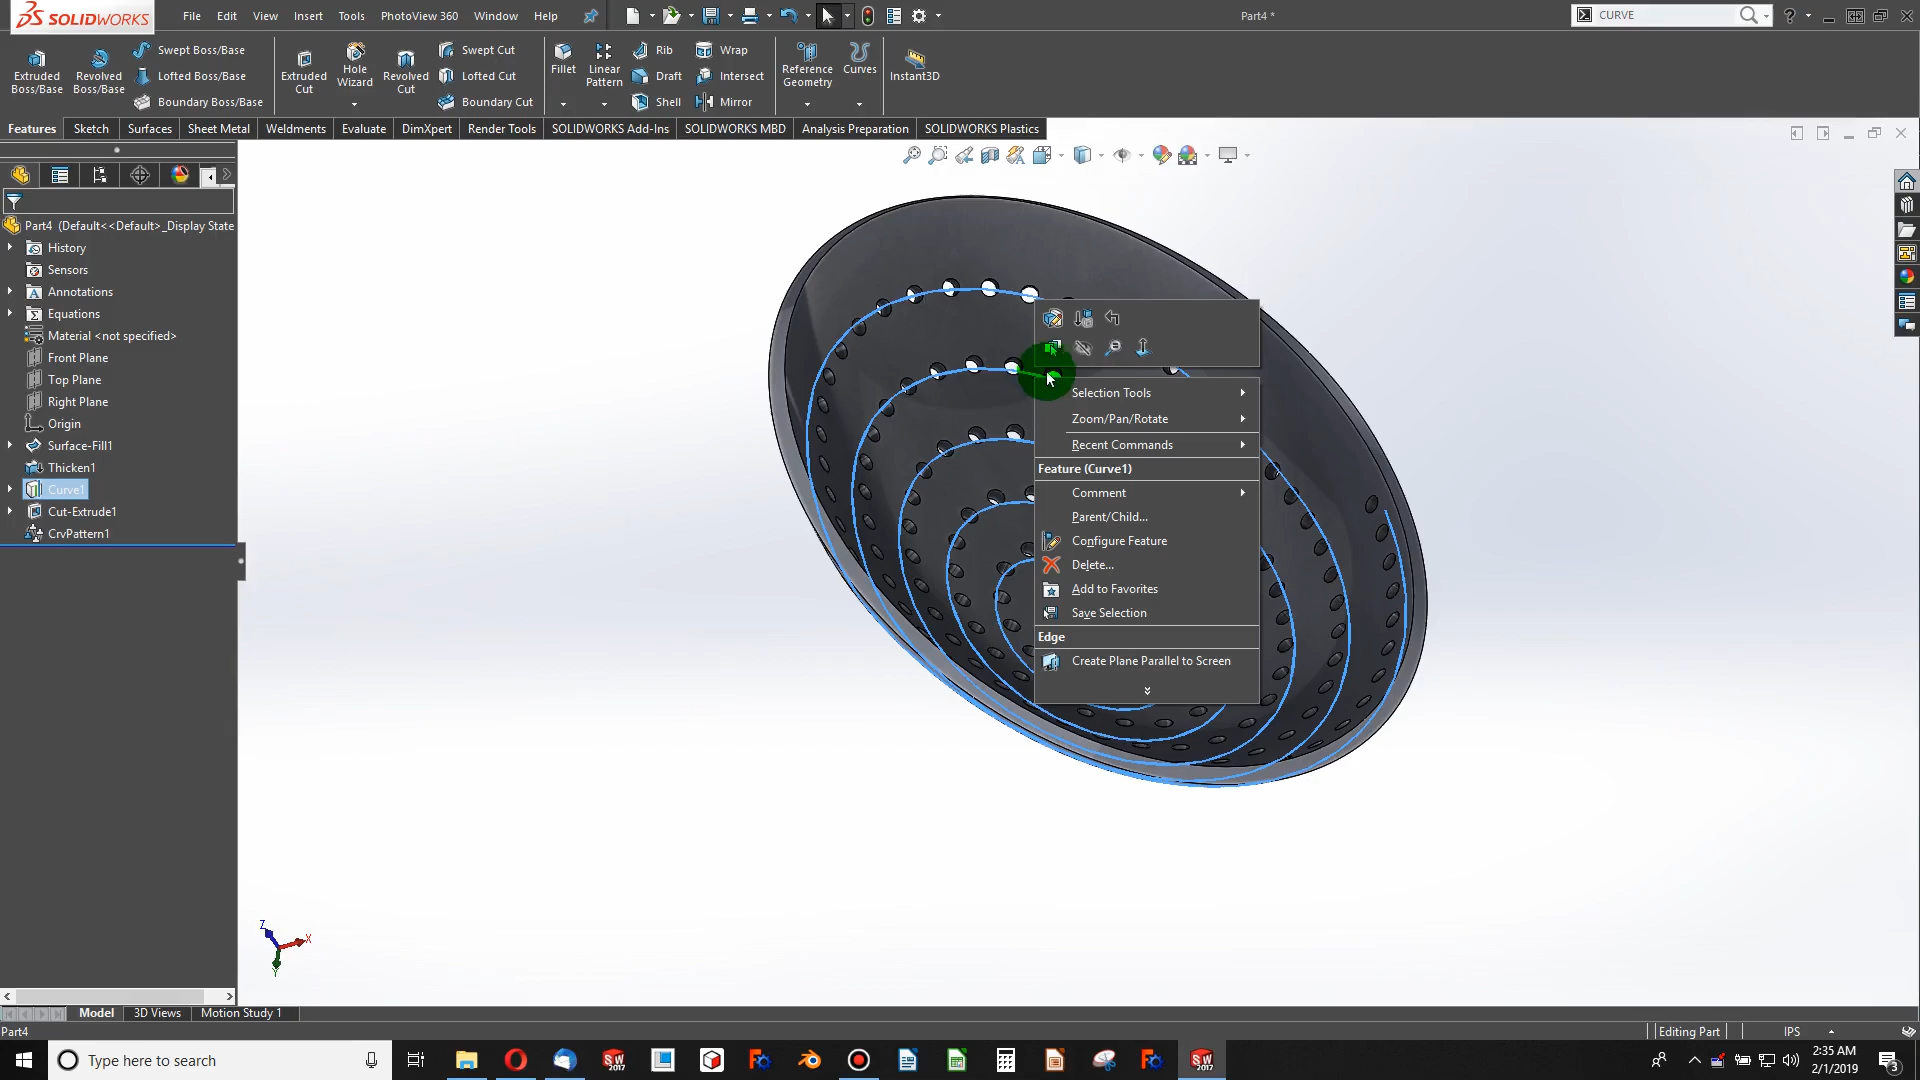 SOLIDWORKS
File Edit View Insert Tools PhotoView 360 Window Help
Part4 *
CURVE
Extruded Boss/Base
Revolved Boss/Base
Swept Boss/Base
Lofted Boss/Base
Boundary Boss/Base
Extruded Cut
Hole Wizard
Revolved Cut
Swept Cut
Lofted Cut
Boundary Cut
Fillet
Linear Pattern
Rib
Draft
Shell
Wrap
Intersect
Mirror
Reference Geometry
Curves
Instant3D
Features Sketch Surfaces Sheet Metal Weldments Evaluate DimXpert Render Tools SOLIDWORKS Add-Ins SOLIDWORKS MBD Analysis Preparation SOLIDWORKS Plastics
Part4 (Default<<Default>_Display State
History
Sensors
Annotations
Equations
Material <not specified>
Front Plane
Top Plane
Right Plane
Origin
Surface-Fill1
Thicken1
Curve1
Cut-Extrude1
CrvPattern1
Selection Tools
Zoom/Pan/Rotate
Recent Commands
Feature (Curve1)
Comment
Parent/Child...
Configure Feature
Delete...
Add to Favorites
Save Selection
Edge
Create Plane Parallel to Screen
Z
X
Y
Model 3D Views Motion Study 1
Part4
Editing Part
IPS
Type here to search
SW 2017
SW 2017
2:35 AM
2/1/2019
3